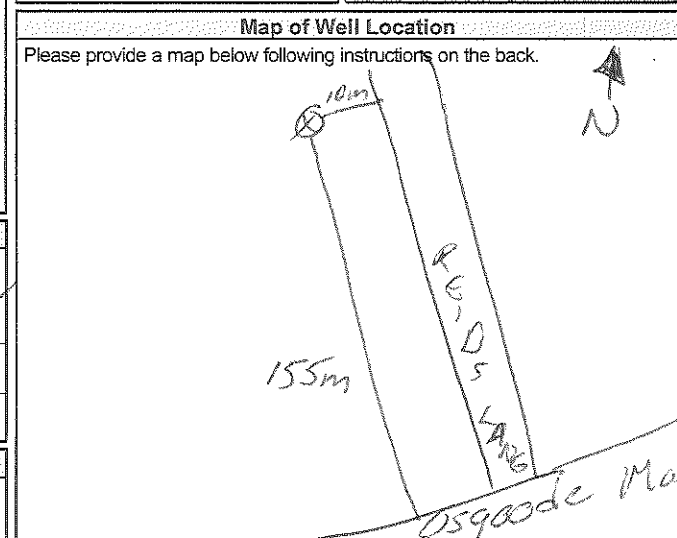 Map of Well Location
Please provide a map below following instructions on the back.
10m
N
155m
REIDS LANE
Osgoode Ma